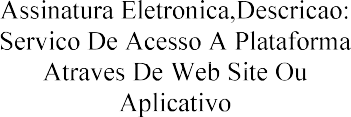 Assinatura Eletronica,Descricao:
Servico De Acesso A Plataforma
Atraves De Web Site Ou
Aplicativo